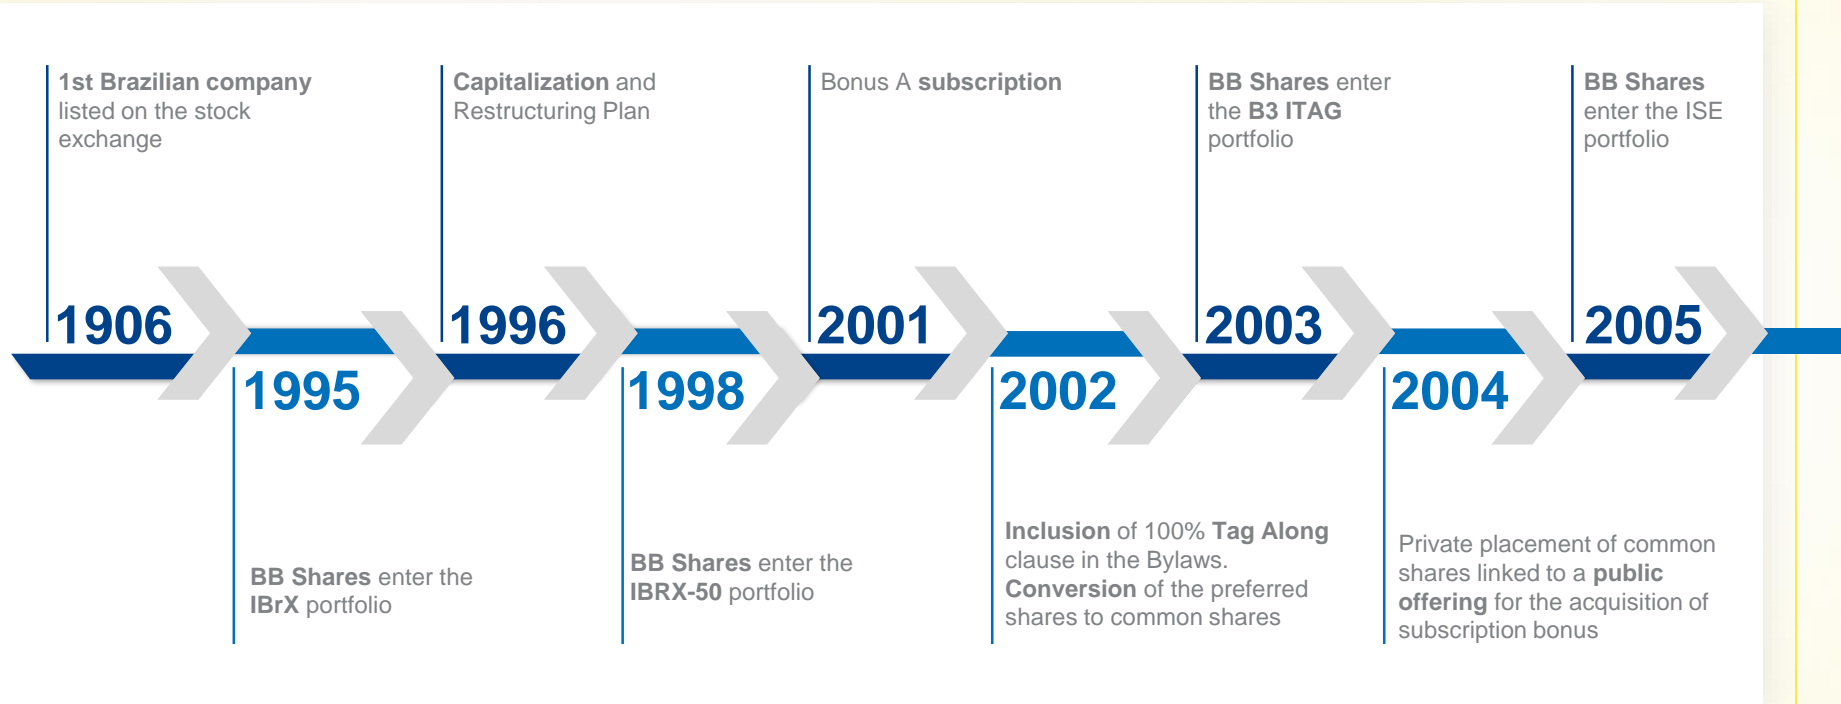 1st Brazilian company
listed on the stock
exchange
1906
1995
BB Shares enter the
IBrX portfolio
Capitalization and
Restructuring Plan
1996
1998
BB Shares enter the
IBRX-50 portfolio
Bonus A subscription
2001
2002
Inclusion of 100% Tag Along
clause in the Bylaws.
Conversion of the preferred
shares to common shares
BB Shares enter
the B3 ITAG
portfolio
2003
2004
Private placement of common
shares linked to a public
offering for the acquisition of
subscription bonus
BB Shares
enter the ISE
portfolio
2005